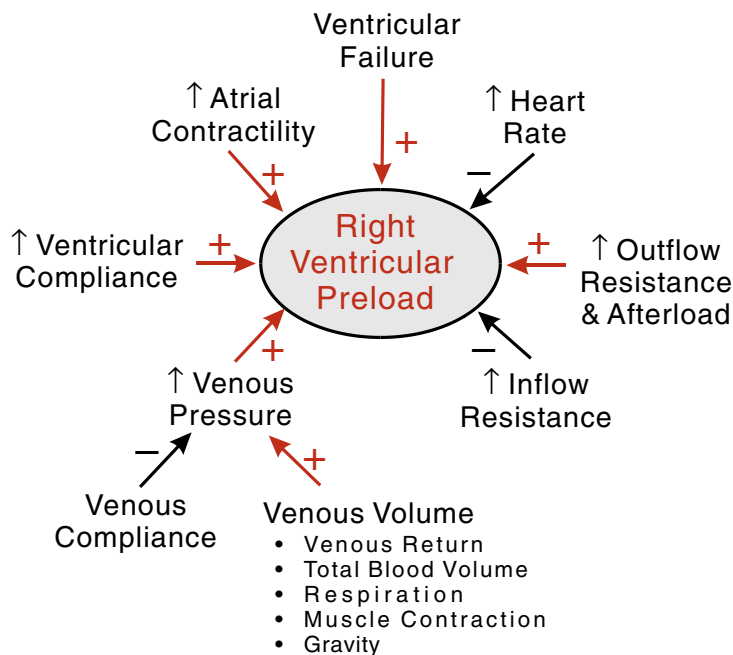 Ventricular
Failure
↑ Atrial
Contractility
↑ Heart
Rate
+
+
−
↑ Ventricular
Compliance
+
Right
Ventricular
Preload
+
↑ Outflow
Resistance
& Afterload
+
−
↑ Venous
Pressure
↑ Inflow
Resistance
−
+
Venous
Compliance
Venous Volume
• Venous Return
• Total Blood Volume
• Respiration
• Muscle Contraction
• Gravity